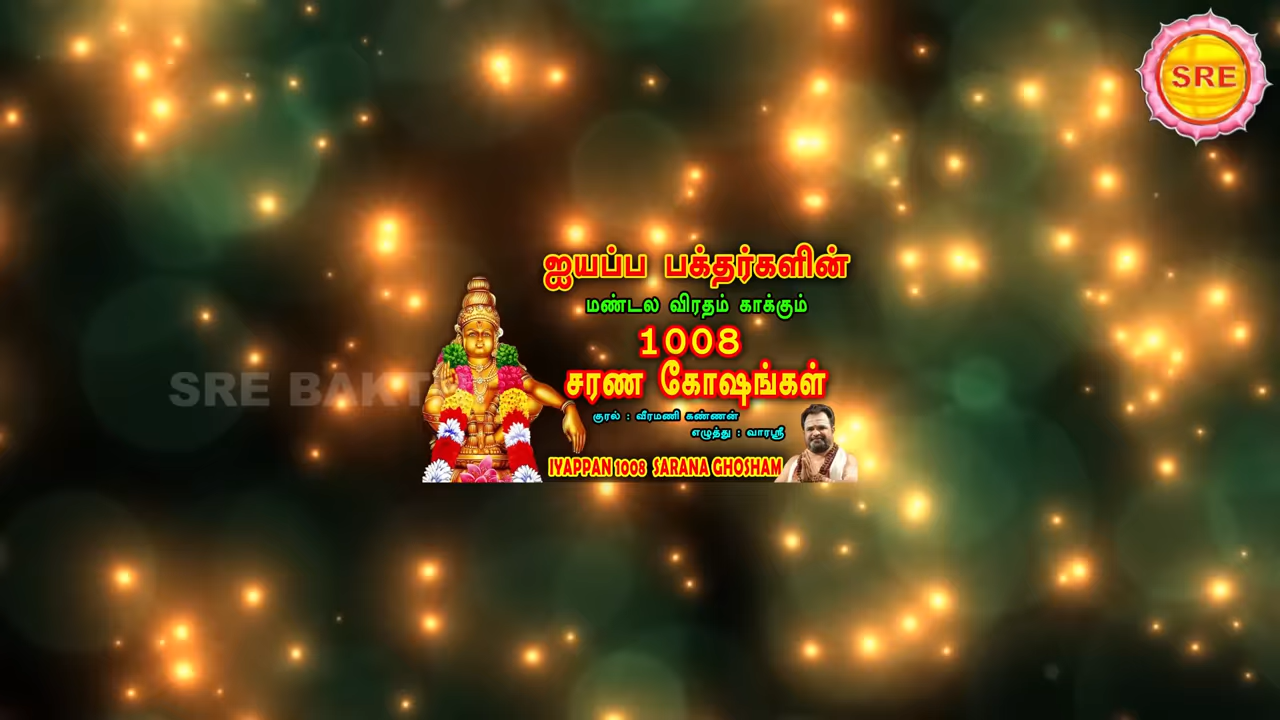 SRE
ஐயப்ப பக்தர்களின்
மண்டல விரதம் காக்கும்
1008
சரண கோஷங்கள்
SRE BAKT
குரல் : வீரமணி கண்ணன்
எழுத்து : வாரஸ்ரீ
IYAPPAN 1008 SARANA GHOSHAM